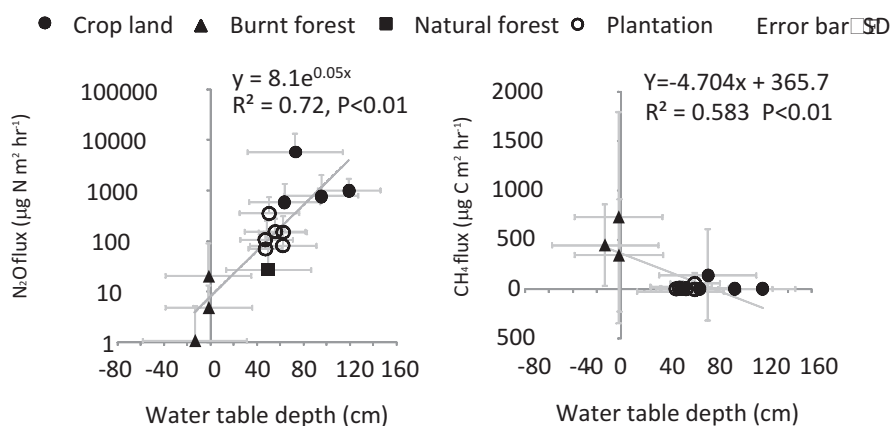 Crop land Burnt forest Natural forest Plantation Error bar SD
y = 8.1e^0.05x
R² = 0.72, P<0.01
N₂O flux (µg N m² hr⁻¹)
100000
10000
1000
100
10
1
-80 -40 0 40 80 120 160
Water table depth (cm)
Y=-4.704x + 365.7
R² = 0.583 P<0.01
CH₄ flux (µg C m² hr⁻¹)
2000
1500
1000
500
0
500
-80 -40 0 40 80 120 160
Water table depth (cm)